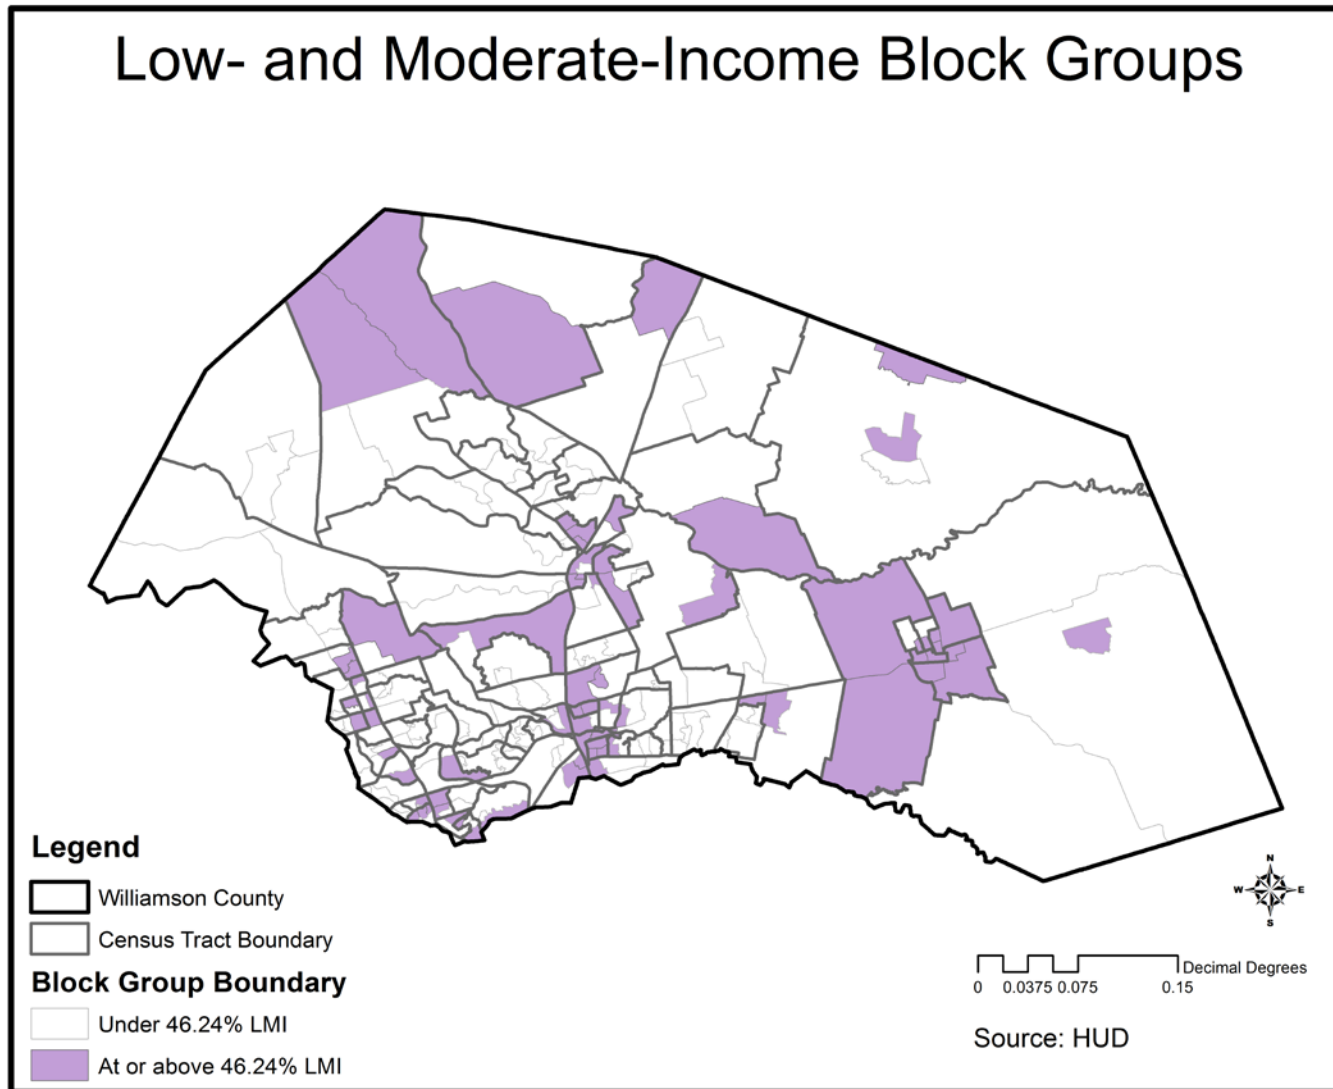 Low- and Moderate-Income Block Groups
Legend
Williamson County
Census Tract Boundary
Block Group Boundary
Under 46.24% LMI
At or above 46.24% LMI
N
W E
S
Decimal Degrees
0 0.0375 0.075 0.15
Source: HUD